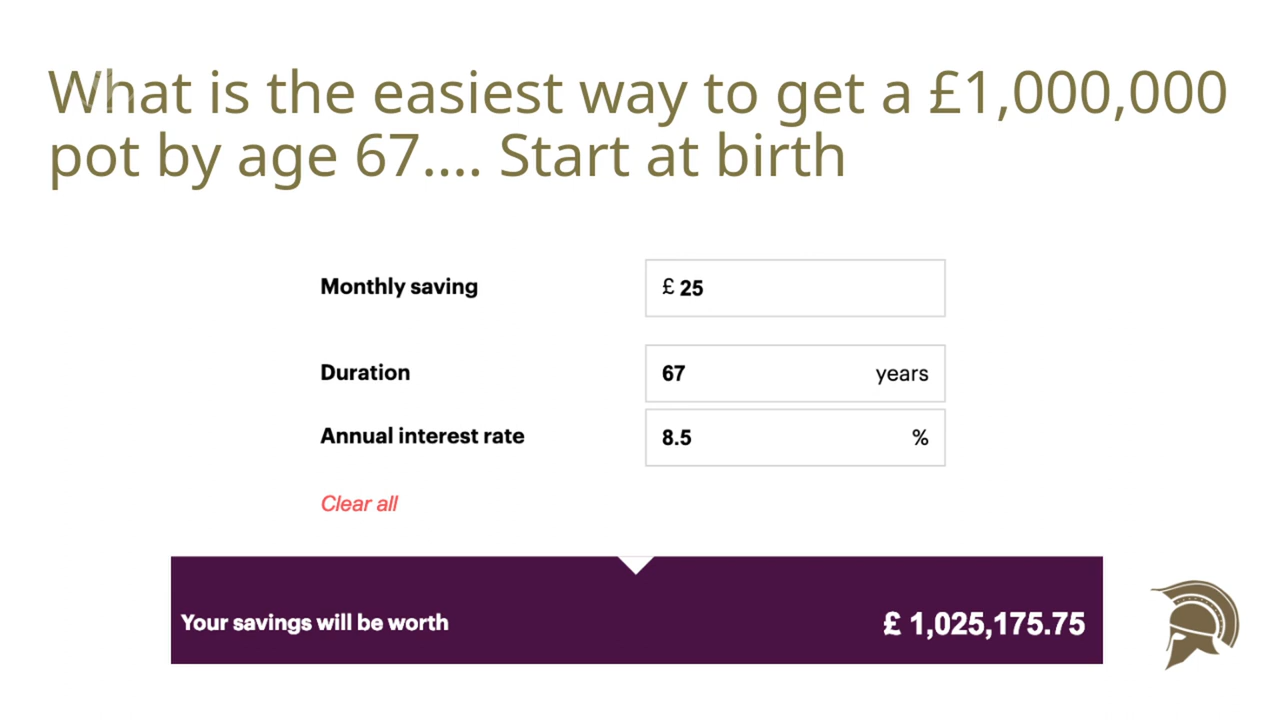 What is the easiest way to get a £1,000,000
pot by age 67.... Start at birth
Monthly saving
£ 25
Duration
67 years
Annual interest rate
8.5 %
Clear all
Your savings will be worth
£ 1,025,175.75